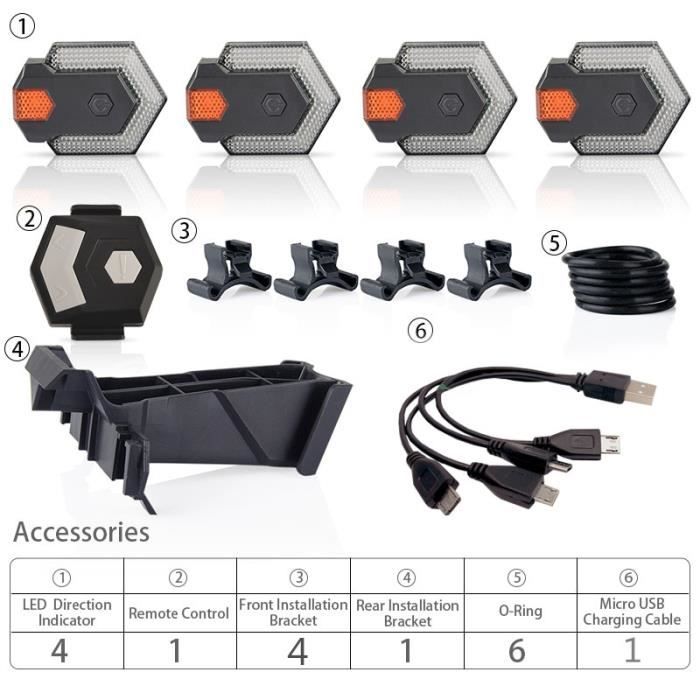 ①
②
③
⑤
⑥
④
Accessories
① ② ③ ④ ⑤ ⑥
LED Direction Indicator
Remote Control
Front Installation Bracket
Rear Installation Bracket
O-Ring
Micro USB Charging Cable
4 1 4 1 6 1